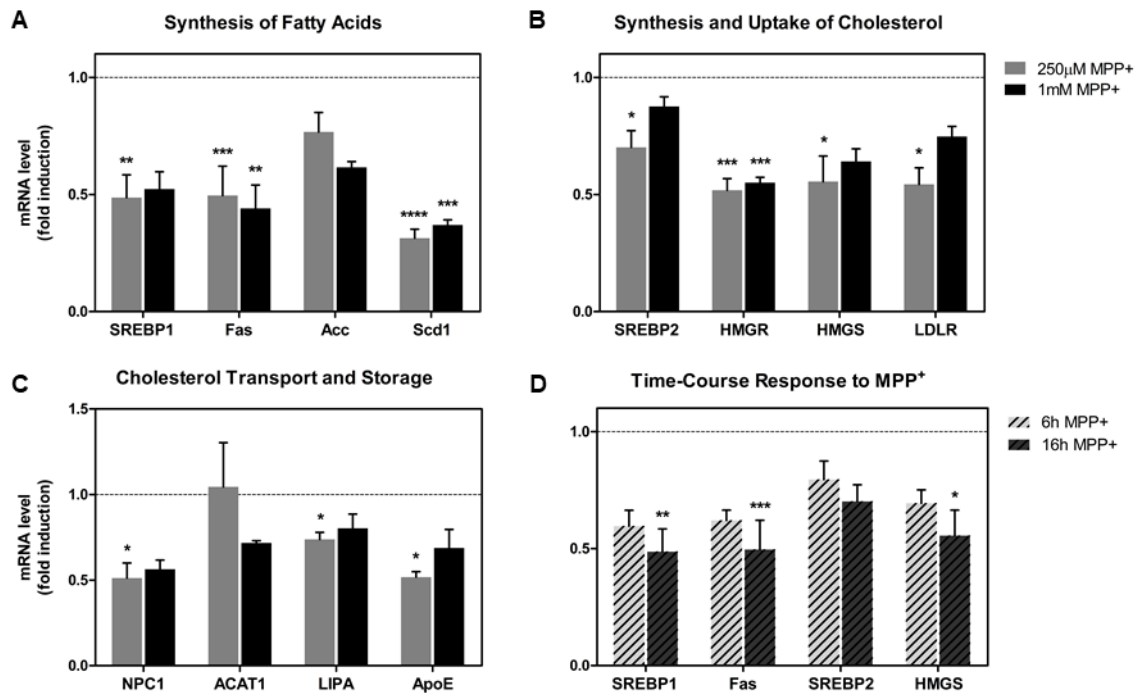 A
Synthesis of Fatty Acids
mRNA level
(fold induction)
1.0
0.5
0.0
**
***
**
****
***
SREBP1 Fas Acc Scd1
B
Synthesis and Uptake of Cholesterol
250µM MPP+
1mM MPP+
1.0
0.5
0.0
*
***
***
*
*
SREBP2 HMGR HMGS LDLR
C
Cholesterol Transport and Storage
mRNA level
(fold induction)
1.5
1.0
0.5
0.0
*
*
*
NPC1 ACAT1 LIPA ApoE
D
Time-Course Response to MPP⁺
6h MPP+
16h MPP+
1.0
0.5
0.0
**
***
*
SREBP1 Fas SREBP2 HMGS